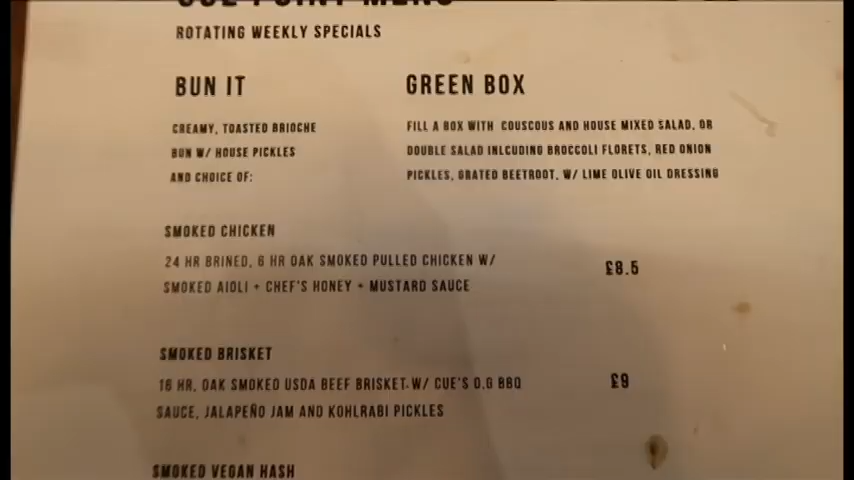 ROTATING WEEKLY SPECIALS
BUN IT
CREAMY, TOASTED BRIOCHE
BUN W/ HOUSE PICKLES
AND CHOICE OF:
GREEN BOX
FILL A BOX WITH COUSCOUS AND HOUSE MIXED SALAD, OR
DOUBLE SALAD INLCUDING BROCCOLI FLORETS, RED ONION
PICKLES, GRATED BEETROOT, W/ LIME OLIVE OIL DRESSING
SMOKED CHICKEN
24 HR BRINED, 6 HR OAK SMOKED PULLED CHICKEN W/
SMOKED AIOLI + CHEF'S HONEY + MUSTARD SAUCE
£8.5
SMOKED BRISKET
16 HR, OAK SMOKED USDA BEEF BRISKET W/ CUE'S O.G BBQ
SAUCE, JALAPEÑO JAM AND KOHLRABI PICKLES
£9
SMOKED VEGAN HASH